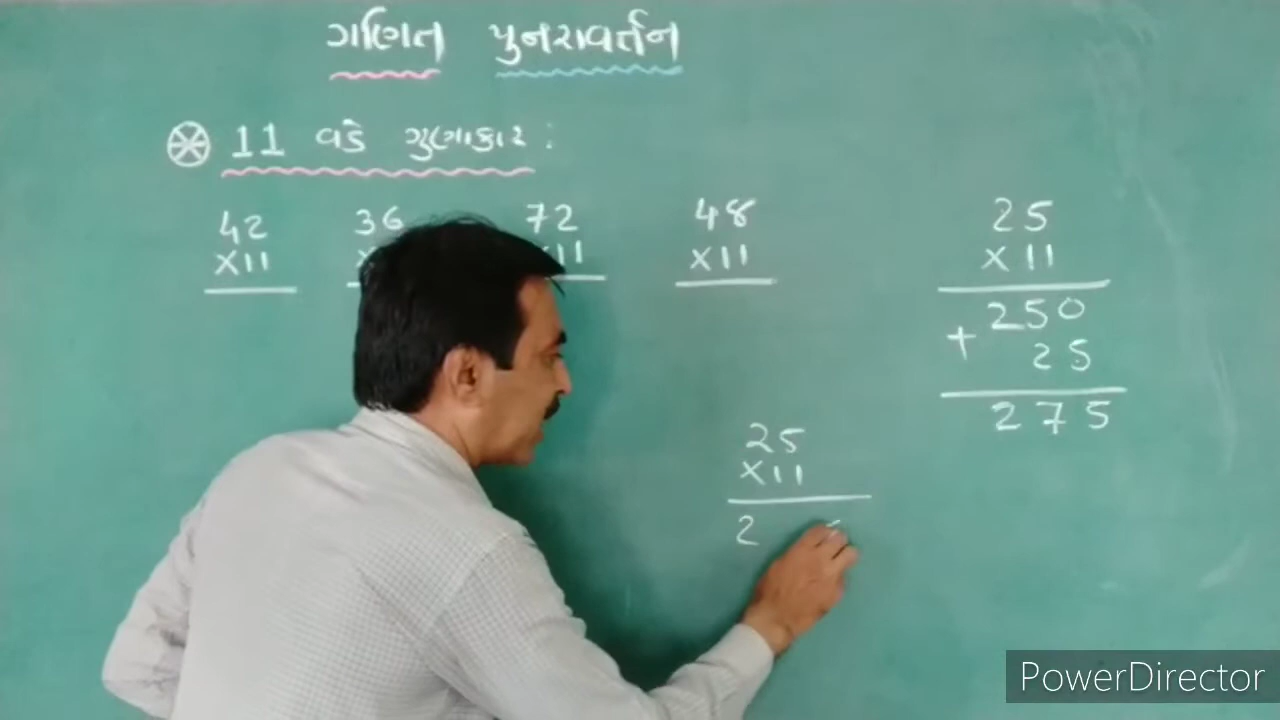 ગણિત પુનરાવર્તન
11 વડે ગુણાકાર :
42
x11
36
x
72
x11
48
x11
25
x11
250
+ 25
275
25
x11
2
PowerDirector